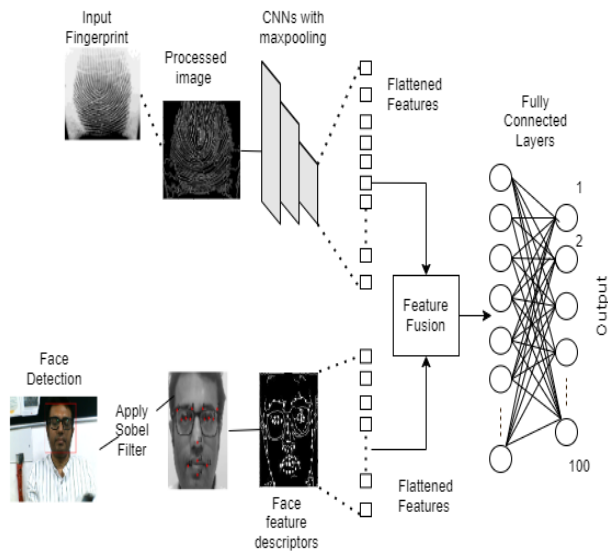 Input
Fingerprint
Processed
image
CNNs with
maxpooling
Flattened
Features
Fully
Connected
Layers
1
2
Output
100
Feature
Fusion
Face
Detection
Apply
Sobel
Filter
Face
feature
descriptors
Flattened
Features